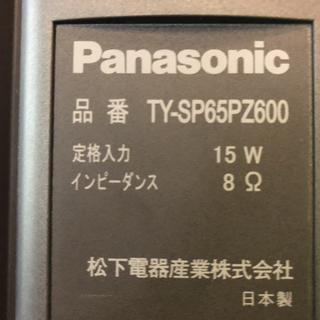 Panasonic
品番 TY-SP65PZ600
定格入力 15 W
インピーダンス 8 Ω
松下電器産業株式会社
日本製